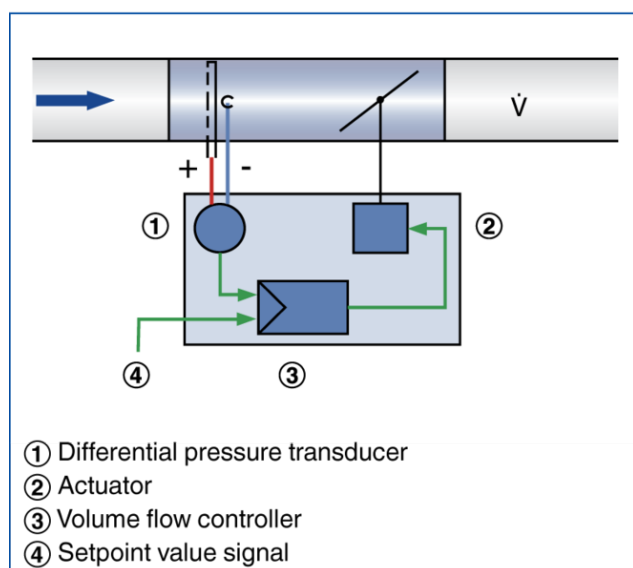 V̇
+ -
① ②
④ ③
① Differential pressure transducer
② Actuator
③ Volume flow controller
④ Setpoint value signal